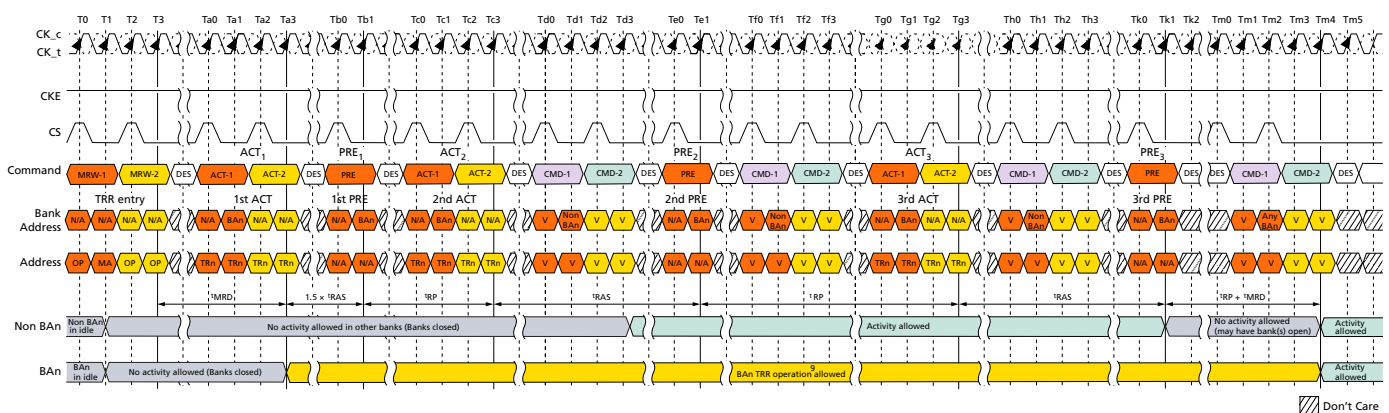 T0 T1 T2 T3 Ta0 Ta1 Ta2 Ta3 Tb0 Tb1 Tc0 Tc1 Tc2 Tc3 Td0 Td1 Td2 Td3 Te0 Te1 Tf0 Tf1 Tf2 Tf3 Tg0 Tg1 Tg2 Tg3 Th0 Th1 Th2 Th3 Tk0 Tk1 Tk2 Tm0 Tm1 Tm2 Tm3 Tm4 Tm5
CK_c
CK_t
CKE
CS
ACT1 PRE1 ACT2 PRE2 ACT3 PRE3
Command MRW-1 MRW-2 DES ACT-1 ACT-2 DES PRE DES ACT-1 ACT-2 DES CMD-1 CMD-2 DES PRE DES CMD-1 CMD-2 DES ACT-1 ACT-2 DES CMD-1 CMD-2 DES PRE DES DES CMD-1 CMD-2 DES
TRR entry 1st ACT 1st PRE 2nd ACT 2nd PRE 3rd ACT 3rd PRE
Bank Address N/A N/A N/A N/A N/A BAn N/A N/A N/A BAn N/A BAn N/A N/A V Non BAn V V N/A BAn V Non BAn V V N/A BAn N/A N/A V Non BAn V V N/A BAn V Any BAn V V
Address OP MA OP OP TRn TRn TRn TRn N/A N/A TRn TRn TRn TRn V V V V N/A N/A V V V V TRn TRn TRn TRn V V V V N/A N/A V V V V
tMRD 1.5 × tRAS tRP tRAS tRP tRAS tRP + tMRD
Non BAn
Non BAn in idle
No activity allowed in other banks (Banks closed)
Activity allowed
No activity allowed
(may have bank(s) open)
Activity allowed
BAn
BAn in idle
No activity allowed (Banks closed)
BAn TRR operation allowed 9
Activity allowed
Don't Care